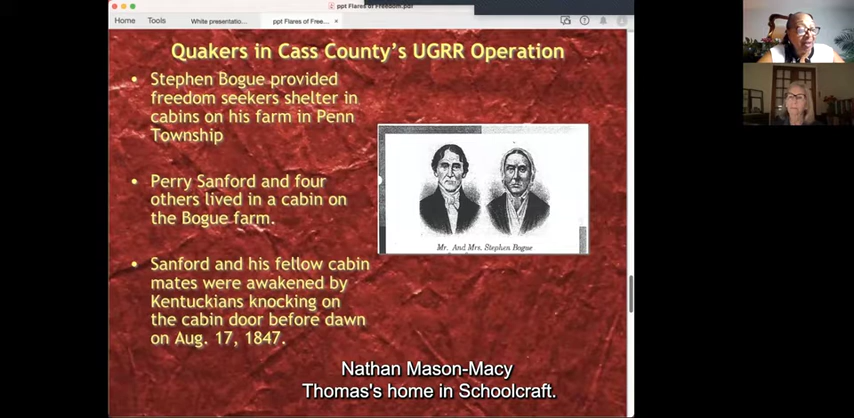 ppt Flares of Freedom.pdf
Home Tools White presentatio... ppt Flares of Free... ×
Quakers in Cass County's UGRR Operation
• Stephen Bogue provided
freedom seekers shelter in
cabins on his farm in Penn
Township
• Perry Sanford and four
others lived in a cabin on
the Bogue farm.
• Sanford and his fellow cabin
mates were awakened by
Kentuckians knocking on
the cabin door before dawn
on Aug. 17, 1847.
Mr. And Mrs. Stephen Bogue
Nathan Mason-Macy
Thomas's home in Schoolcraft.